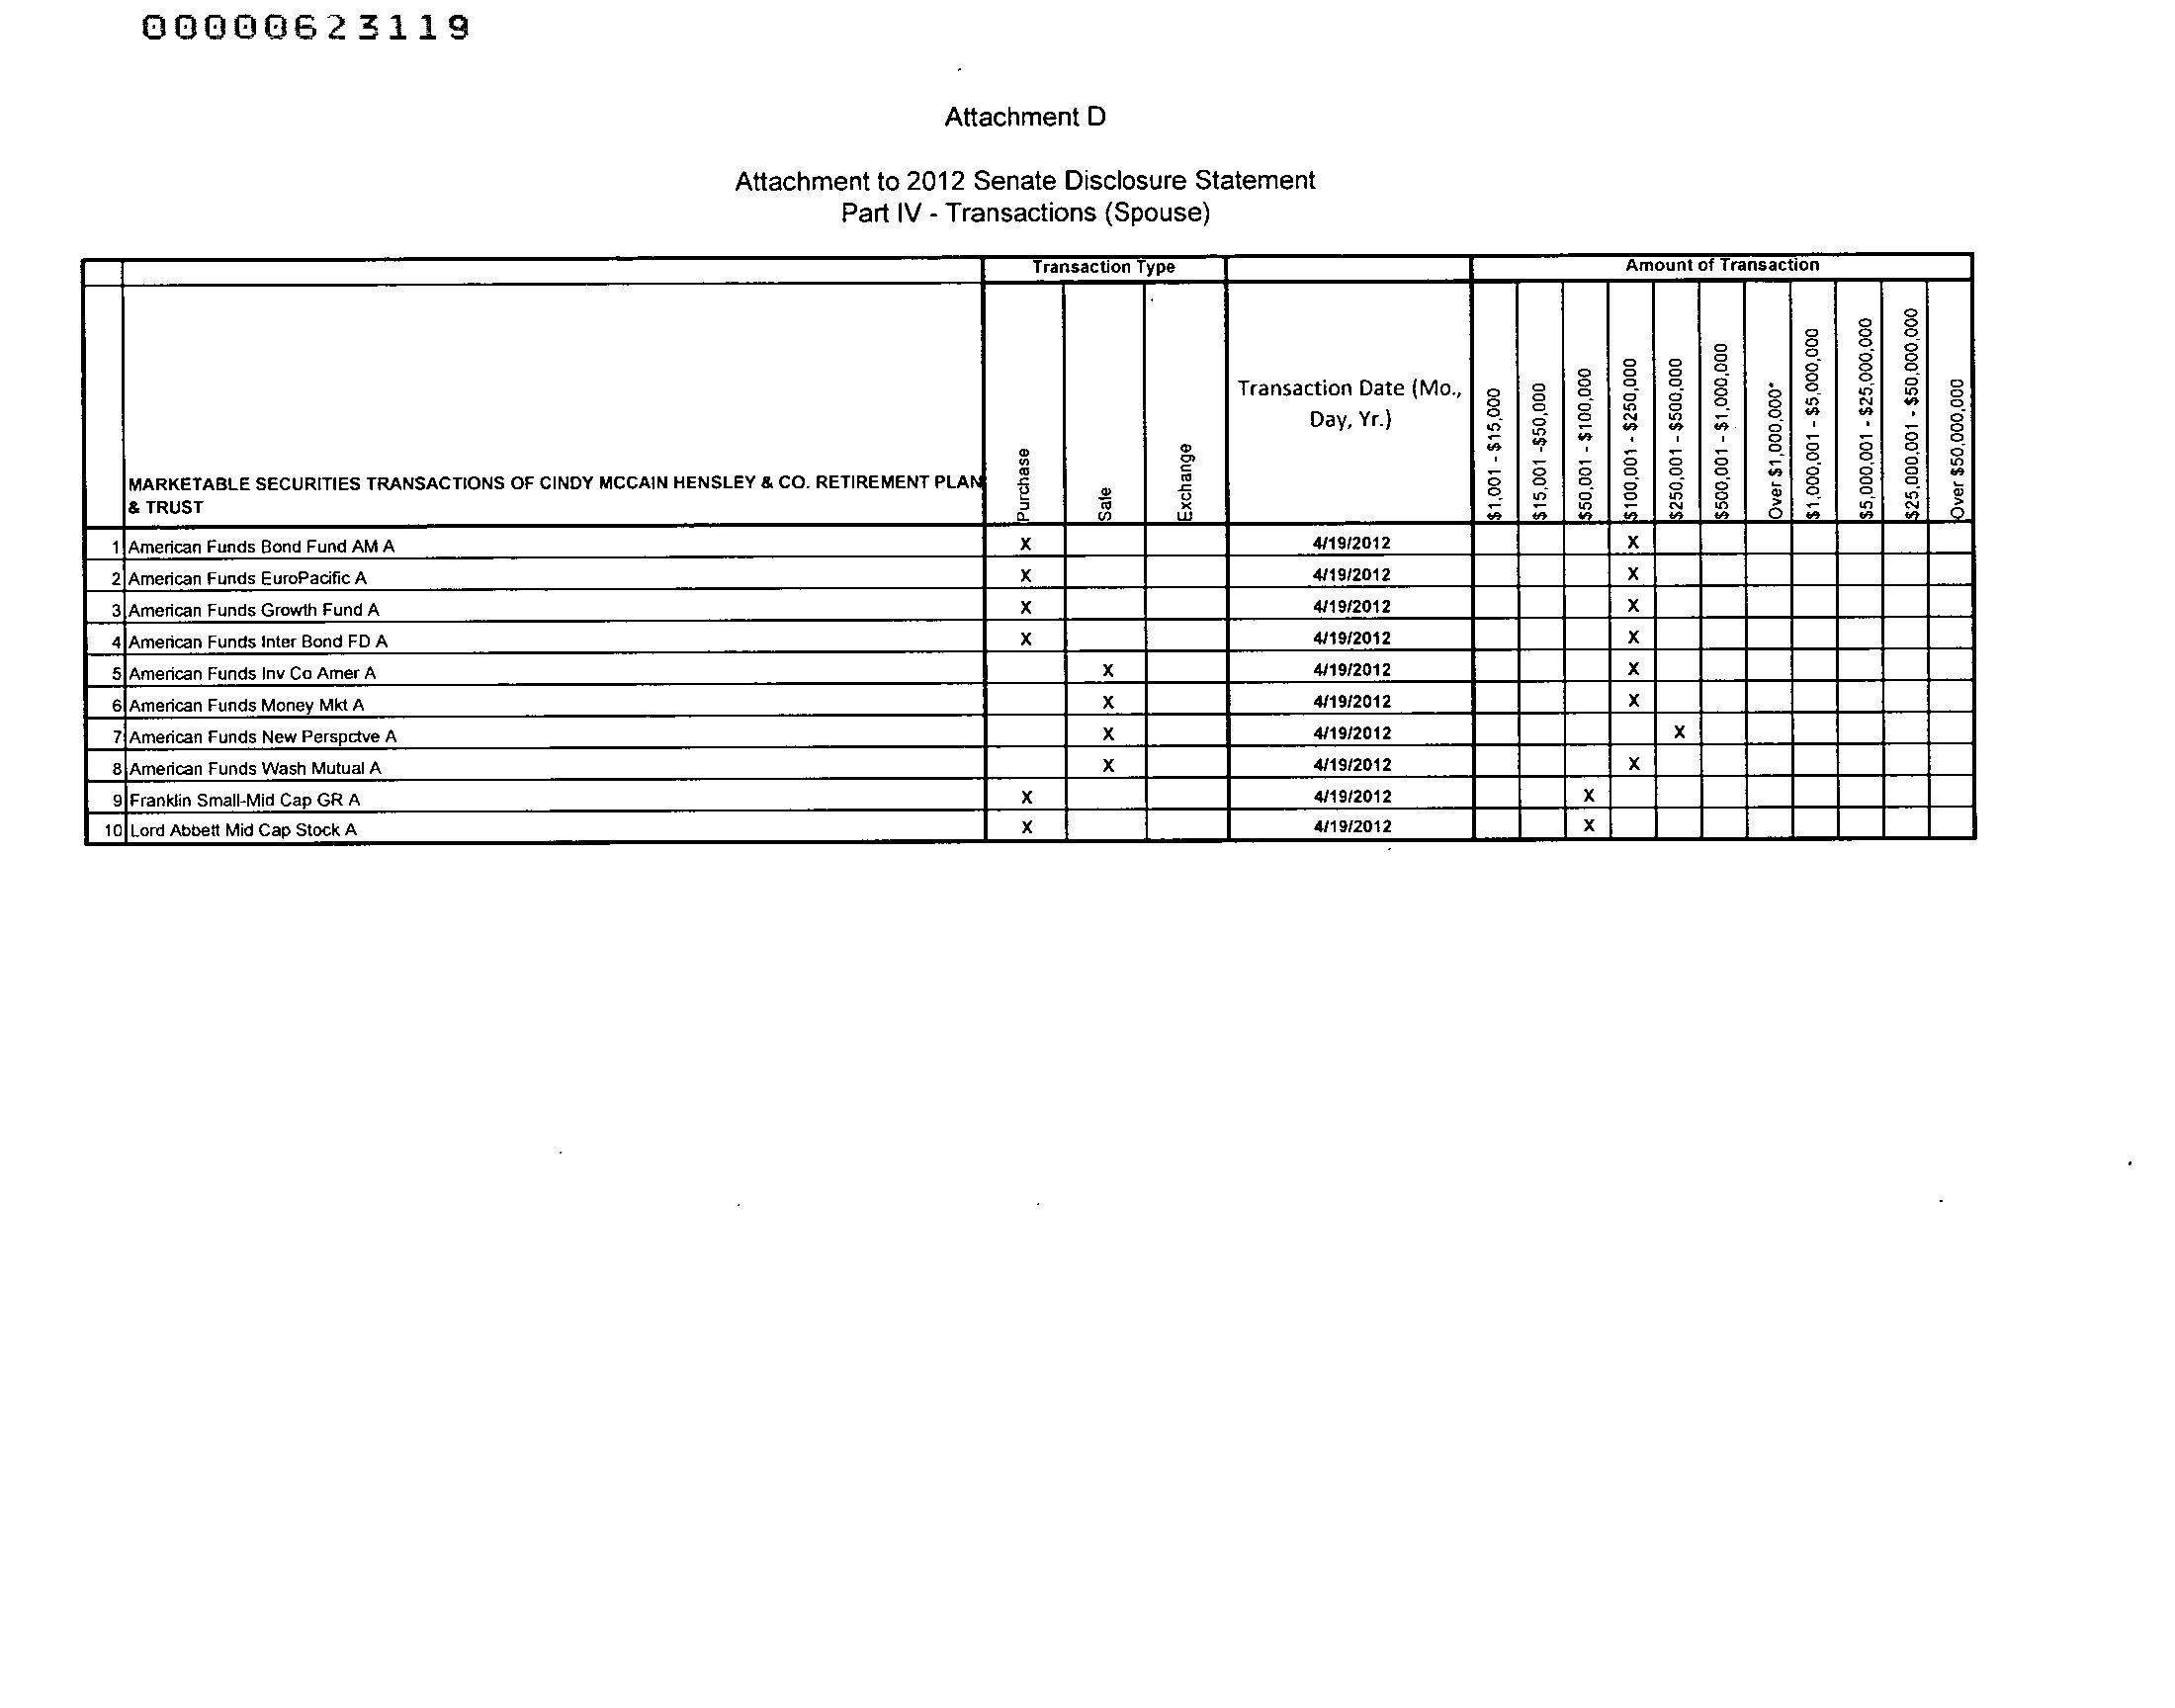 00000623119
Attachment D
Attachment to 2012 Senate Disclosure Statement
Part IV - Transactions (Spouse)
Transaction Type
Amount of Transaction
MARKETABLE SECURITIES TRANSACTIONS OF CINDY MCCAIN HENSLEY & CO. RETIREMENT PLAN
& TRUST
Purchase
Sale
Exchange
Transaction Date (Mo.,
Day, Yr.)
$1,001 - $15,000
$15,001 -$50,000
$50,001 - $100,000
$100,001 - $250,000
$250,001 - $500,000
$500,001 - $1,000,000
Over $1,000,000*
$1,000,001 - $5,000,000
$5,000,001 - $25,000,000
$25,000,001 - $50,000,000
Over $50,000,000
1 American Funds Bond Fund AM A X 4/19/2012 X
2 American Funds EuroPacific A X 4/19/2012 X
3 American Funds Growth Fund A X 4/19/2012 X
4 American Funds Inter Bond FD A X 4/19/2012 X
5 American Funds Inv Co Amer A X 4/19/2012 X
6 American Funds Money Mkt A X 4/19/2012 X
7 American Funds New Perspctve A X 4/19/2012 X
8 American Funds Wash Mutual A X 4/19/2012 X
9 Franklin Small-Mid Cap GR A X 4/19/2012 X
10 Lord Abbett Mid Cap Stock A X 4/19/2012 X